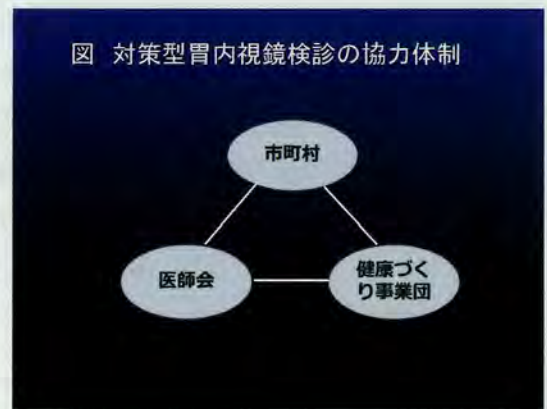 図 対策型胃内視鏡検診の協力体制
市町村
医師会
健康づく
り事業団